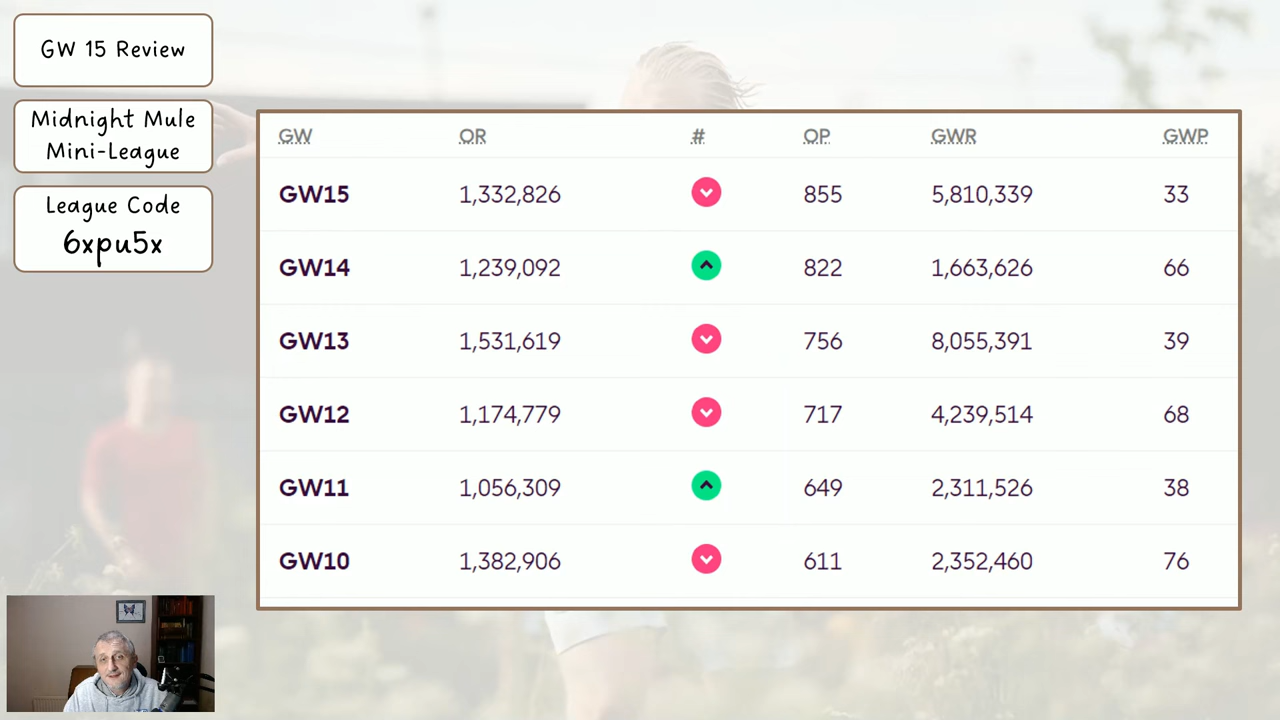 GW 15 Review
Midnight Mule
Mini-League
League Code
6xpu5x
GW OR # OP GWR GWP
GW15 1,332,826 855 5,810,339 33
GW14 1,239,092 822 1,663,626 66
GW13 1,531,619 756 8,055,391 39
GW12 1,174,779 717 4,239,514 68
GW11 1,056,309 649 2,311,526 38
GW10 1,382,906 611 2,352,460 76